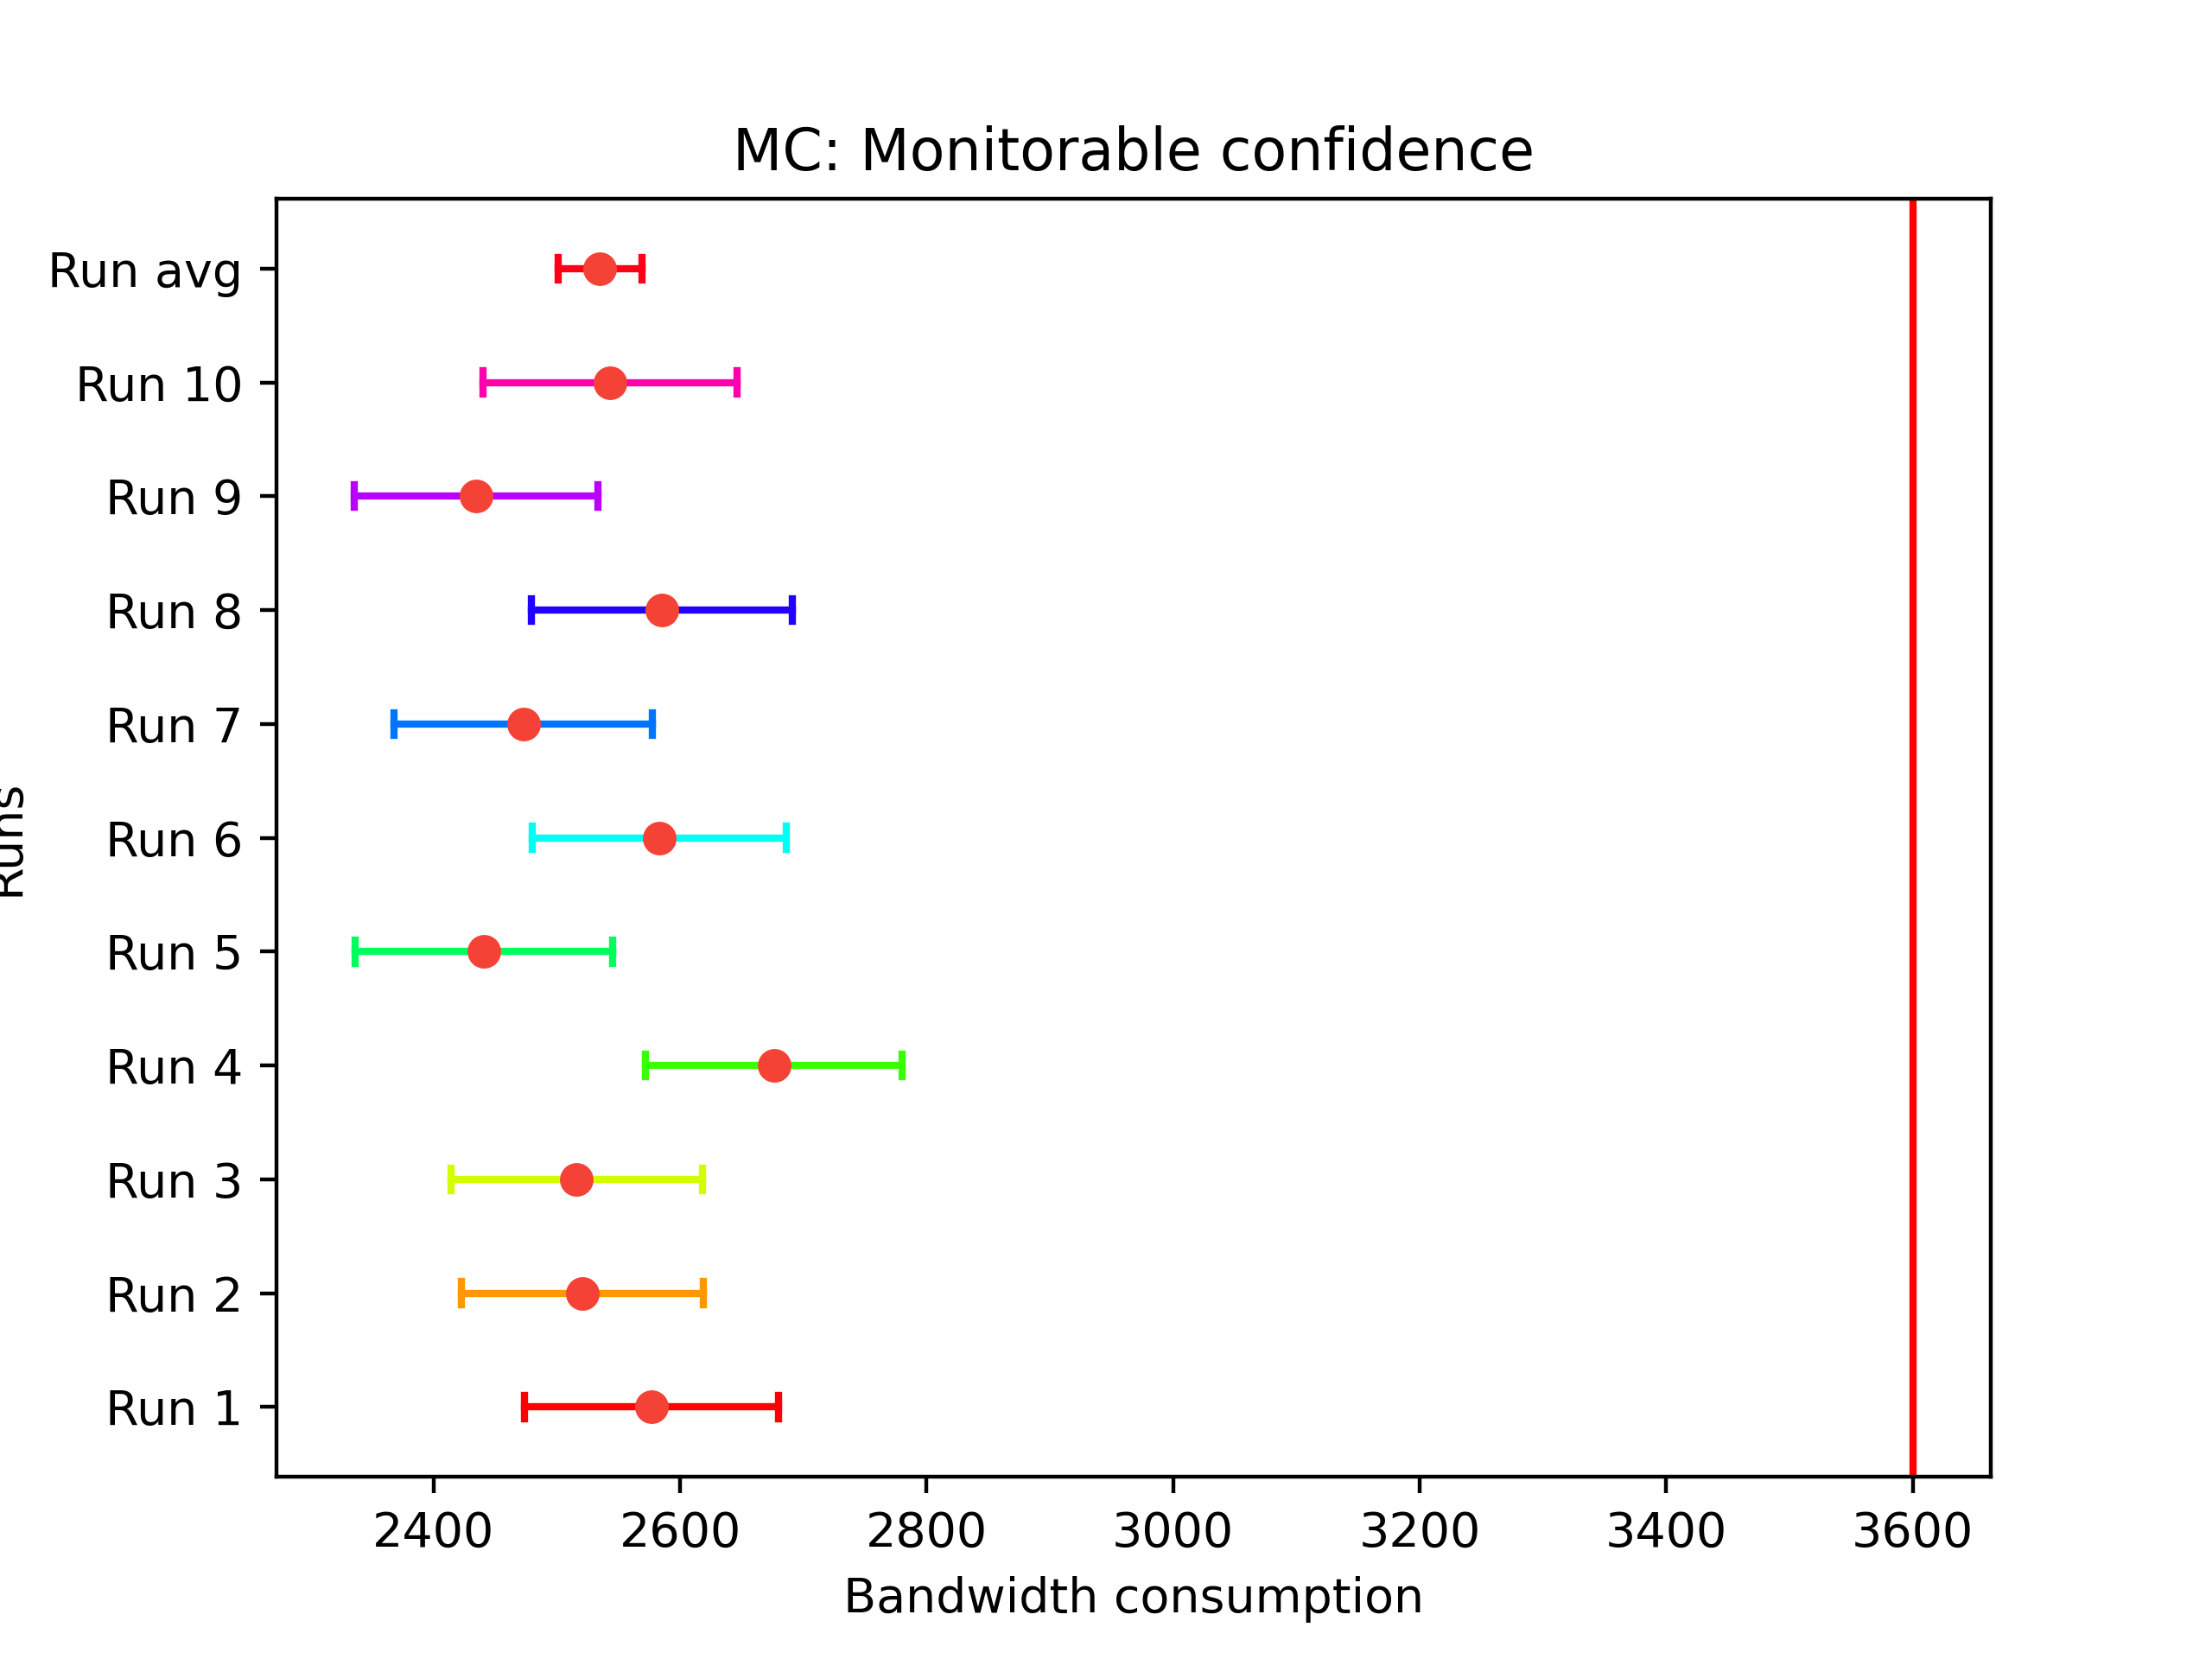 MC: Monitorable confidence
Run avg
Run 10
Run 9
Run 8
Run 7
Run 6
Run 5
Run 4
Run 3
Run 2
Run 1
Runs
2400 2600 2800 3000 3200 3400 3600
Bandwidth consumption